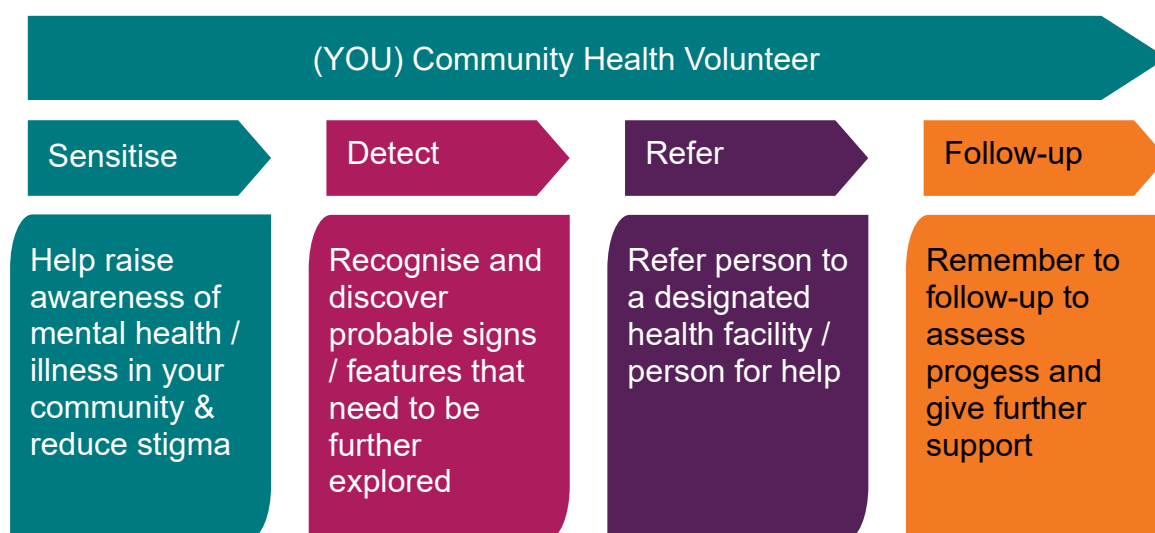 (YOU) Community Health Volunteer
Sensitise
Detect
Refer
Follow-up
Help raise
awareness of
mental health /
illness in your
community &
reduce stigma
Recognise and
discover
probable signs
/ features that
need to be
further
explored
Refer person to
a designated
health facility /
person for help
Remember to
follow-up to
assess
progess and
give further
support